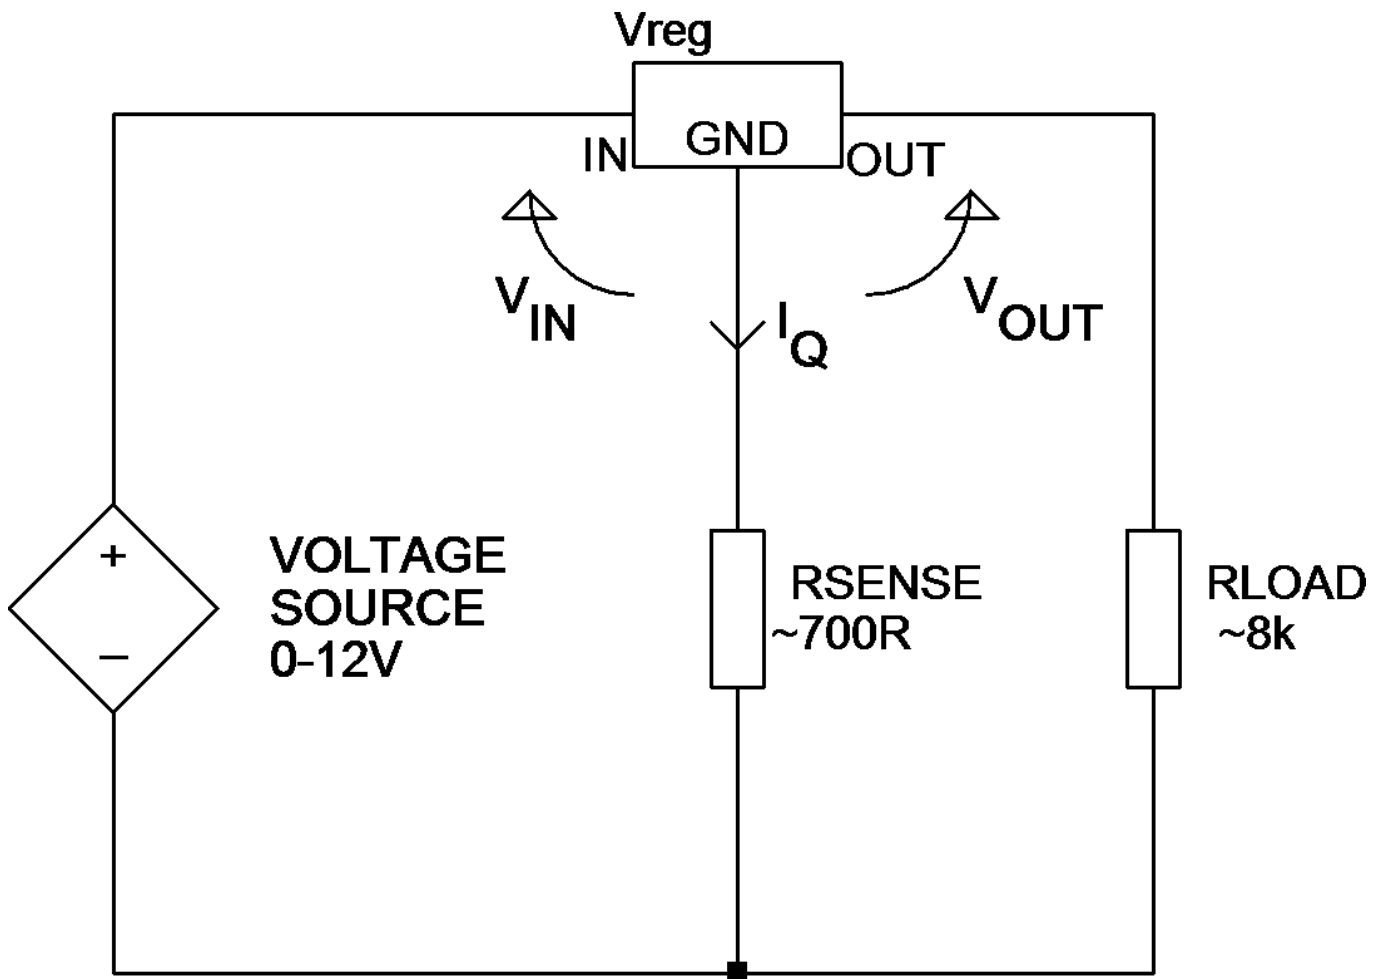 Vreg
GND
IN
OUT
VIN
IQ
VOUT
+
VOLTAGE
SOURCE
0-12V
–
RSENSE
~700R
RLOAD
~8k